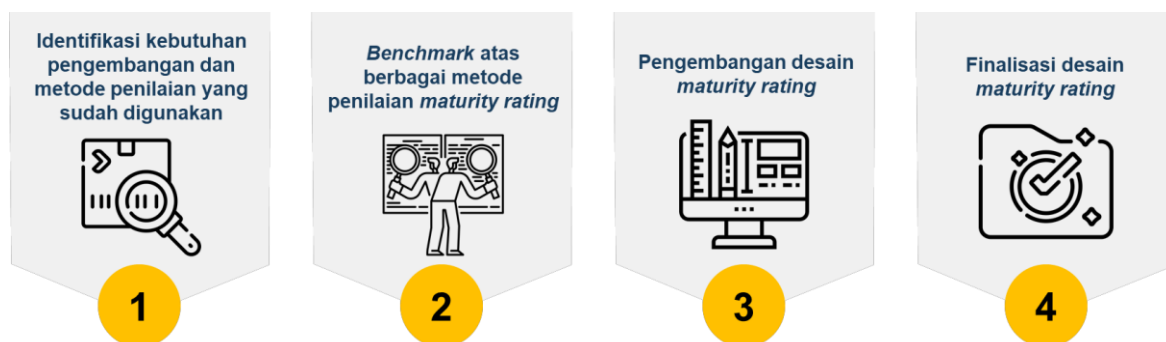 Identifikasi kebutuhan
pengembangan dan
metode penilaian yang
sudah digunakan
1
Benchmark atas
berbagai metode
penilaian maturity rating
2
Pengembangan desain
maturity rating
3
Finalisasi desain
maturity rating
4